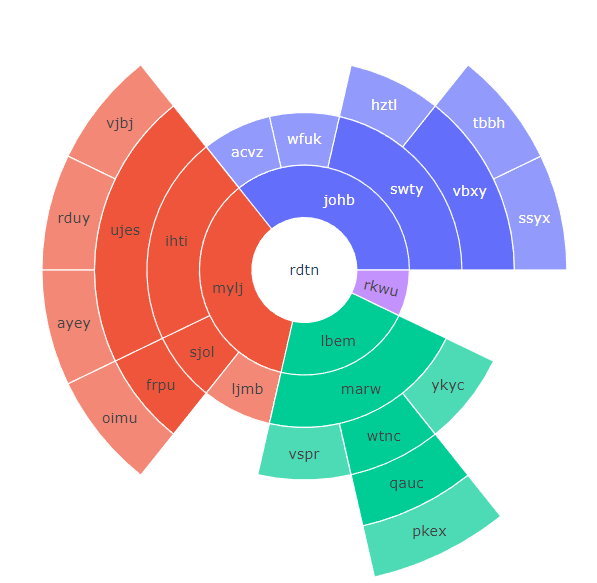 hztl
vjbj
tbbh
wfuk
acvz
swty
vbxy
johb
rduy
ssyx
ujes
ihti
rdtn
mylj
rkwu
ayey
lbem
sjol
frpu
ljmb
marw
ykyc
oimu
wtnc
vspr
qauc
pkex